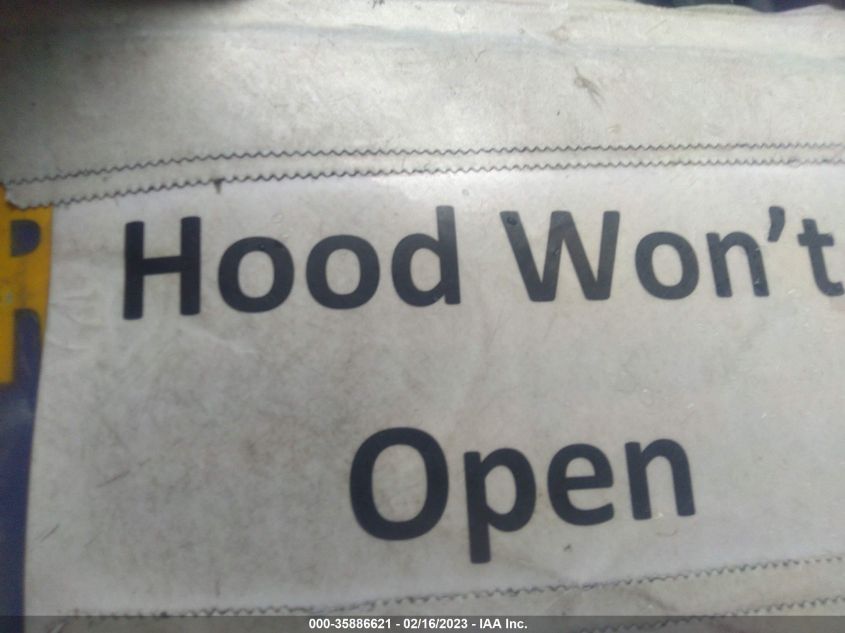 Hood Won't
Open
000-35886621 - 02/16/2023 - IAA Inc.